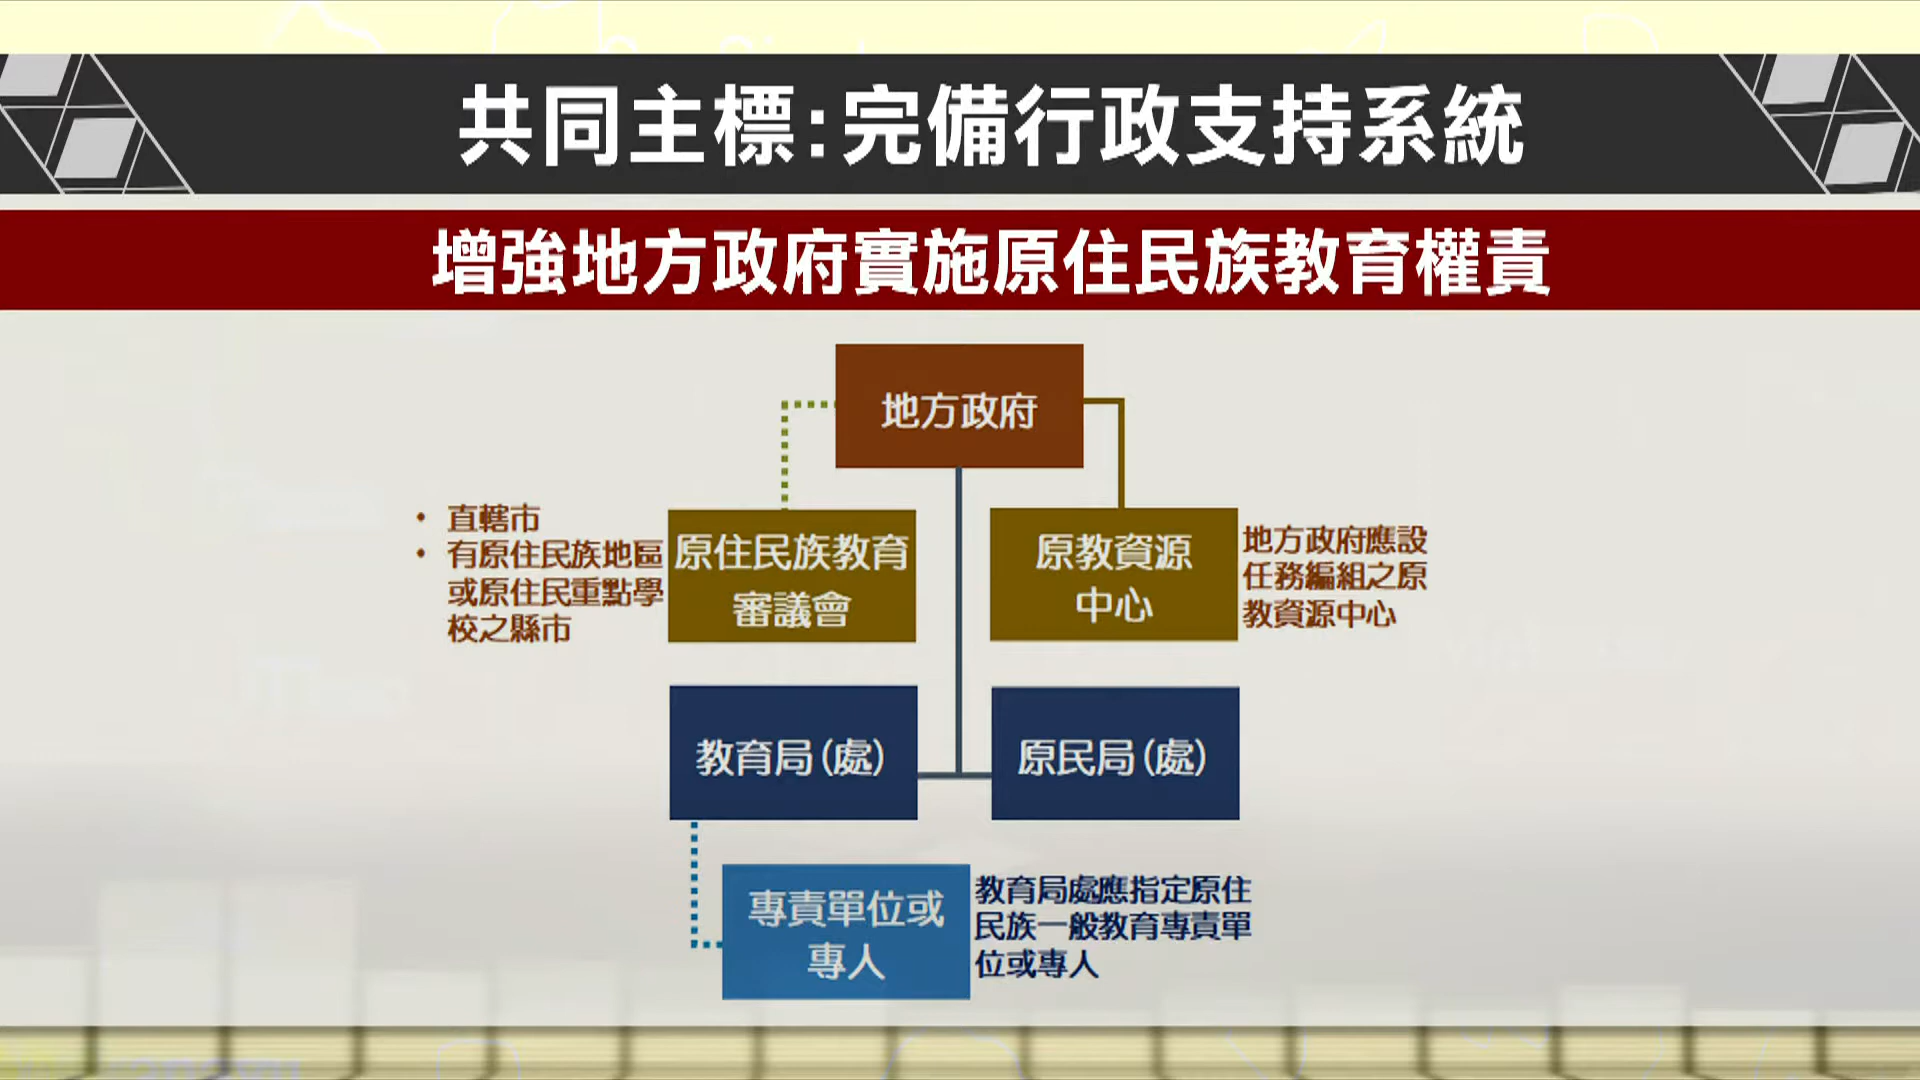 共同主標:完備行政支持系統
增強地方政府實施原住民族教育權責
地方政府
• 直轄市
• 有原住民族地區
或原住民重點學
校之縣市
原住民族教育
審議會
原教資源
中心
地方政府應設
任務編組之原
教資源中心
教育局(處)
原民局(處)
專責單位或
專人
教育局處應指定原住
民族一般教育專責單
位或專人